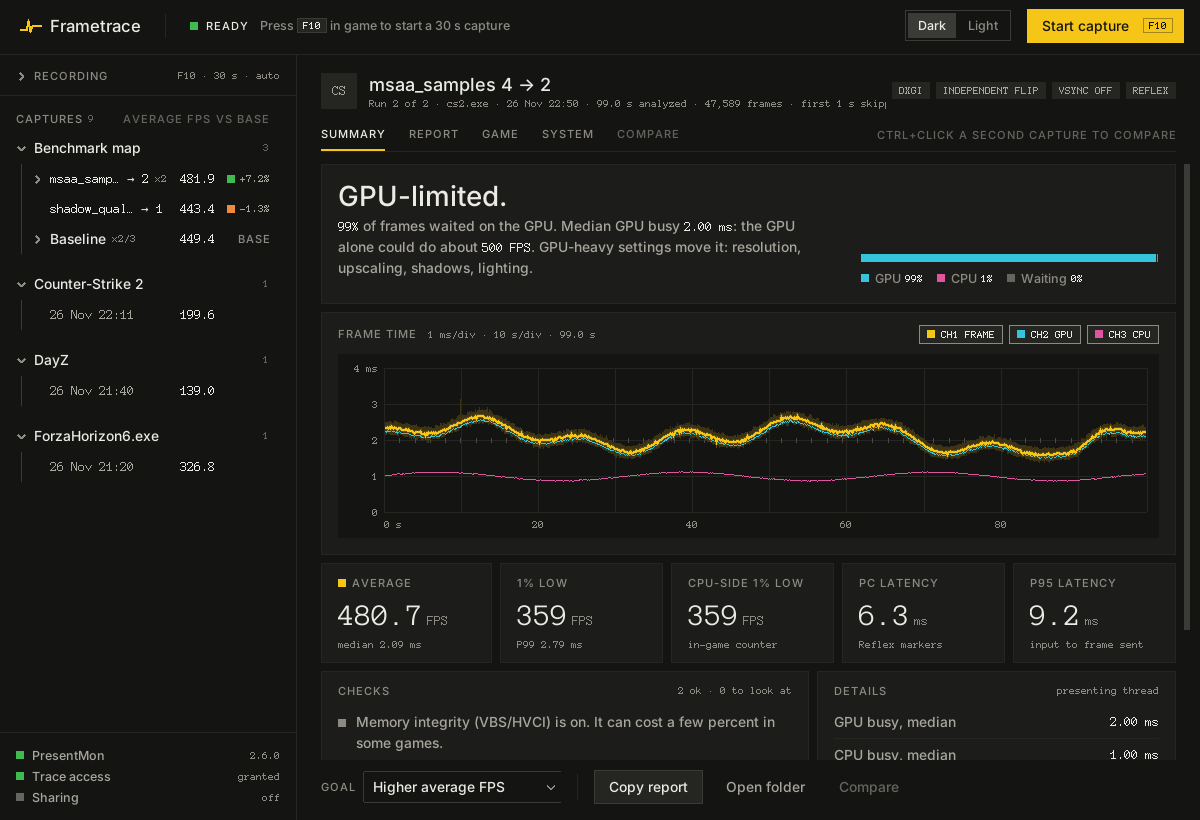 Frametrace
READY Press F10 in game to start a 30 s capture
Dark Light
Start capture F10
RECORDING F10 · 30 s · auto
CAPTURES 9 AVERAGE FPS VS BASE
Benchmark map 3
msaa_samp… → 2 ×2 481.9 +7.2%
shadow_qual… → 1 443.4 −1.3%
Baseline ×2/3 449.4 BASE
Counter-Strike 2 1
26 Nov 22:11 199.6
DayZ 1
26 Nov 21:40 139.0
ForzaHorizon6.exe 1
26 Nov 21:20 326.8
PresentMon 2.6.0
Trace access granted
Sharing off
CS
msaa_samples 4 → 2
Run 2 of 2 · cs2.exe · 26 Nov 22:50 · 99.0 s analyzed · 47,589 frames · first 1 s skip
DXGI INDEPENDENT FLIP VSYNC OFF REFLEX
SUMMARY REPORT GAME SYSTEM COMPARE
CTRL+CLICK A SECOND CAPTURE TO COMPARE
GPU-limited.
99% of frames waited on the GPU. Median GPU busy 2.00 ms: the GPU
alone could do about 500 FPS. GPU-heavy settings move it: resolution,
upscaling, shadows, lighting.
GPU 99% CPU 1% Waiting 0%
FRAME TIME 1 ms/div · 10 s/div · 99.0 s
CH1 FRAME CH2 GPU CH3 CPU
4 ms
3
2
1
0
0 s 20 40 60 80
AVERAGE
480.7 FPS
median 2.09 ms
1% LOW
359 FPS
P99 2.79 ms
CPU-SIDE 1% LOW
359 FPS
in-game counter
PC LATENCY
6.3 ms
Reflex markers
P95 LATENCY
9.2 ms
input to frame sent
CHECKS 2 ok · 0 to look at
Memory integrity (VBS/HVCI) is on. It can cost a few percent in
some games.
DETAILS presenting thread
GPU busy, median 2.00 ms
CPU busy, median 1.00 ms
GOAL Higher average FPS
Copy report Open folder Compare